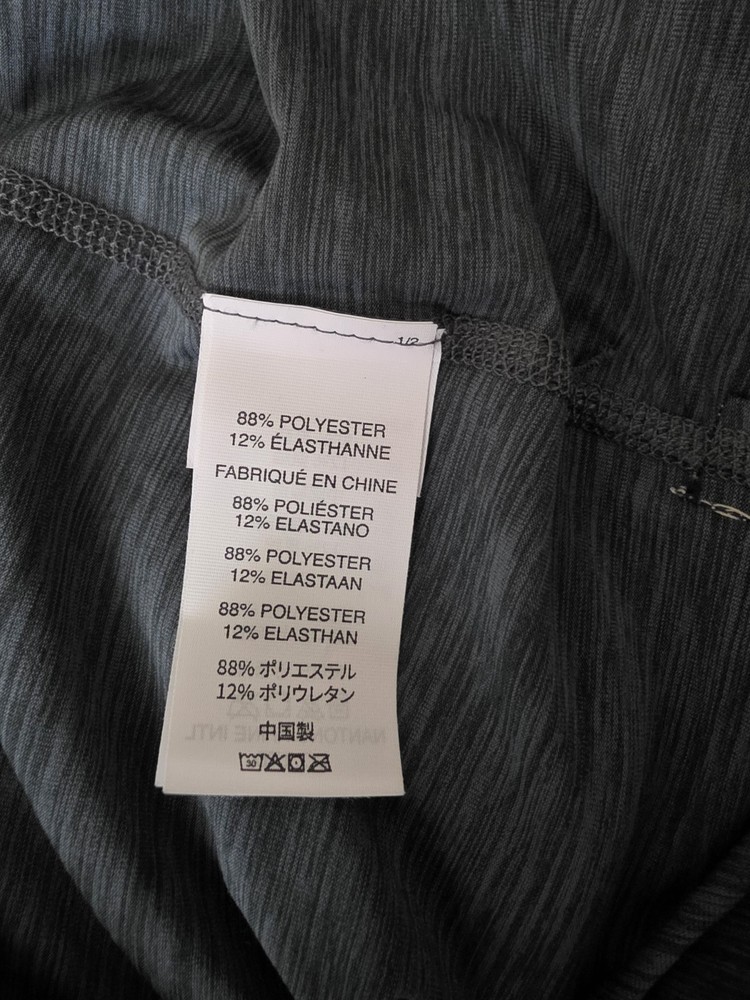 1/2
88% POLYESTER
12% ÉLASTHANNE
FABRIQUÉ EN CHINE
88% POLIÉSTER
12% ELASTANO
88% POLYESTER
12% ELASTAAN
88% POLYESTER
12% ELASTHAN
88% ポリエステル
12% ポリウレタン
中国製
30